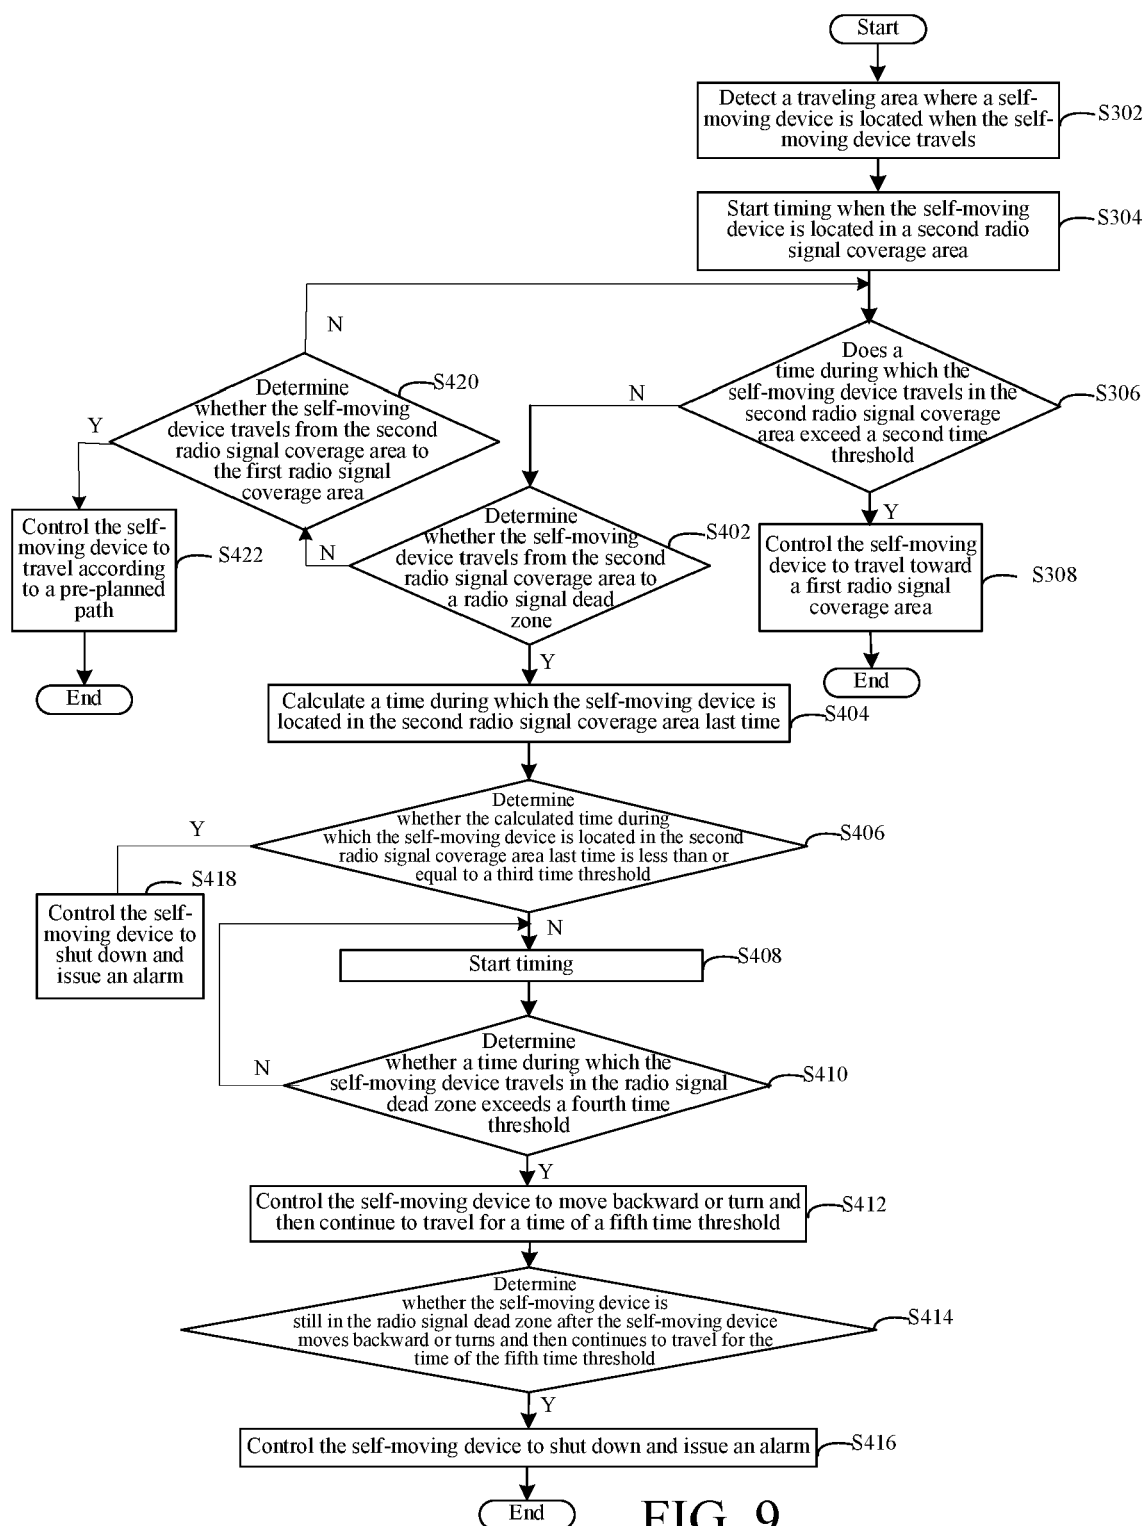 Start
Detect a traveling area where a self-
moving device is located when the self-
moving device travels
S302
Start timing when the self-moving
device is located in a second radio
signal coverage area
S304
N
Does a
time during which the
self-moving device travels in the
second radio signal coverage
area exceed a second time
threshold
S306
N
Determine
whether the self-moving
device travels from the second
radio signal coverage area to
the first radio signal
coverage area
S420
Y
Y
Control the self-
moving device to
travel according
to a pre-planned
path
S422
End
Determine
whether the self-moving
device travels from the second
radio signal coverage area to
a radio signal dead
zone
S402
N
Control the self-moving
device to travel toward
a first radio signal
coverage area
S308
End
Y
Calculate a time during which the self-moving device is
located in the second radio signal coverage area last time
S404
Determine
whether the calculated time during
which the self-moving device is located in the second
radio signal coverage area last time is less than or
equal to a third time threshold
S406
Y
S418
Control the self-
moving device to
shut down and
issue an alarm
N
Start timing
S408
Determine
whether a time during which the
self-moving device travels in the radio signal
dead zone exceeds a fourth time
threshold
S410
N
Y
Control the self-moving device to move backward or turn and
then continue to travel for a time of a fifth time threshold
S412
Determine
whether the self-moving device is
still in the radio signal dead zone after the self-moving device
moves backward or turns and then continues to travel for the
time of the fifth time threshold
S414
Y
Control the self-moving device to shut down and issue an alarm
S416
End
FIG. 9